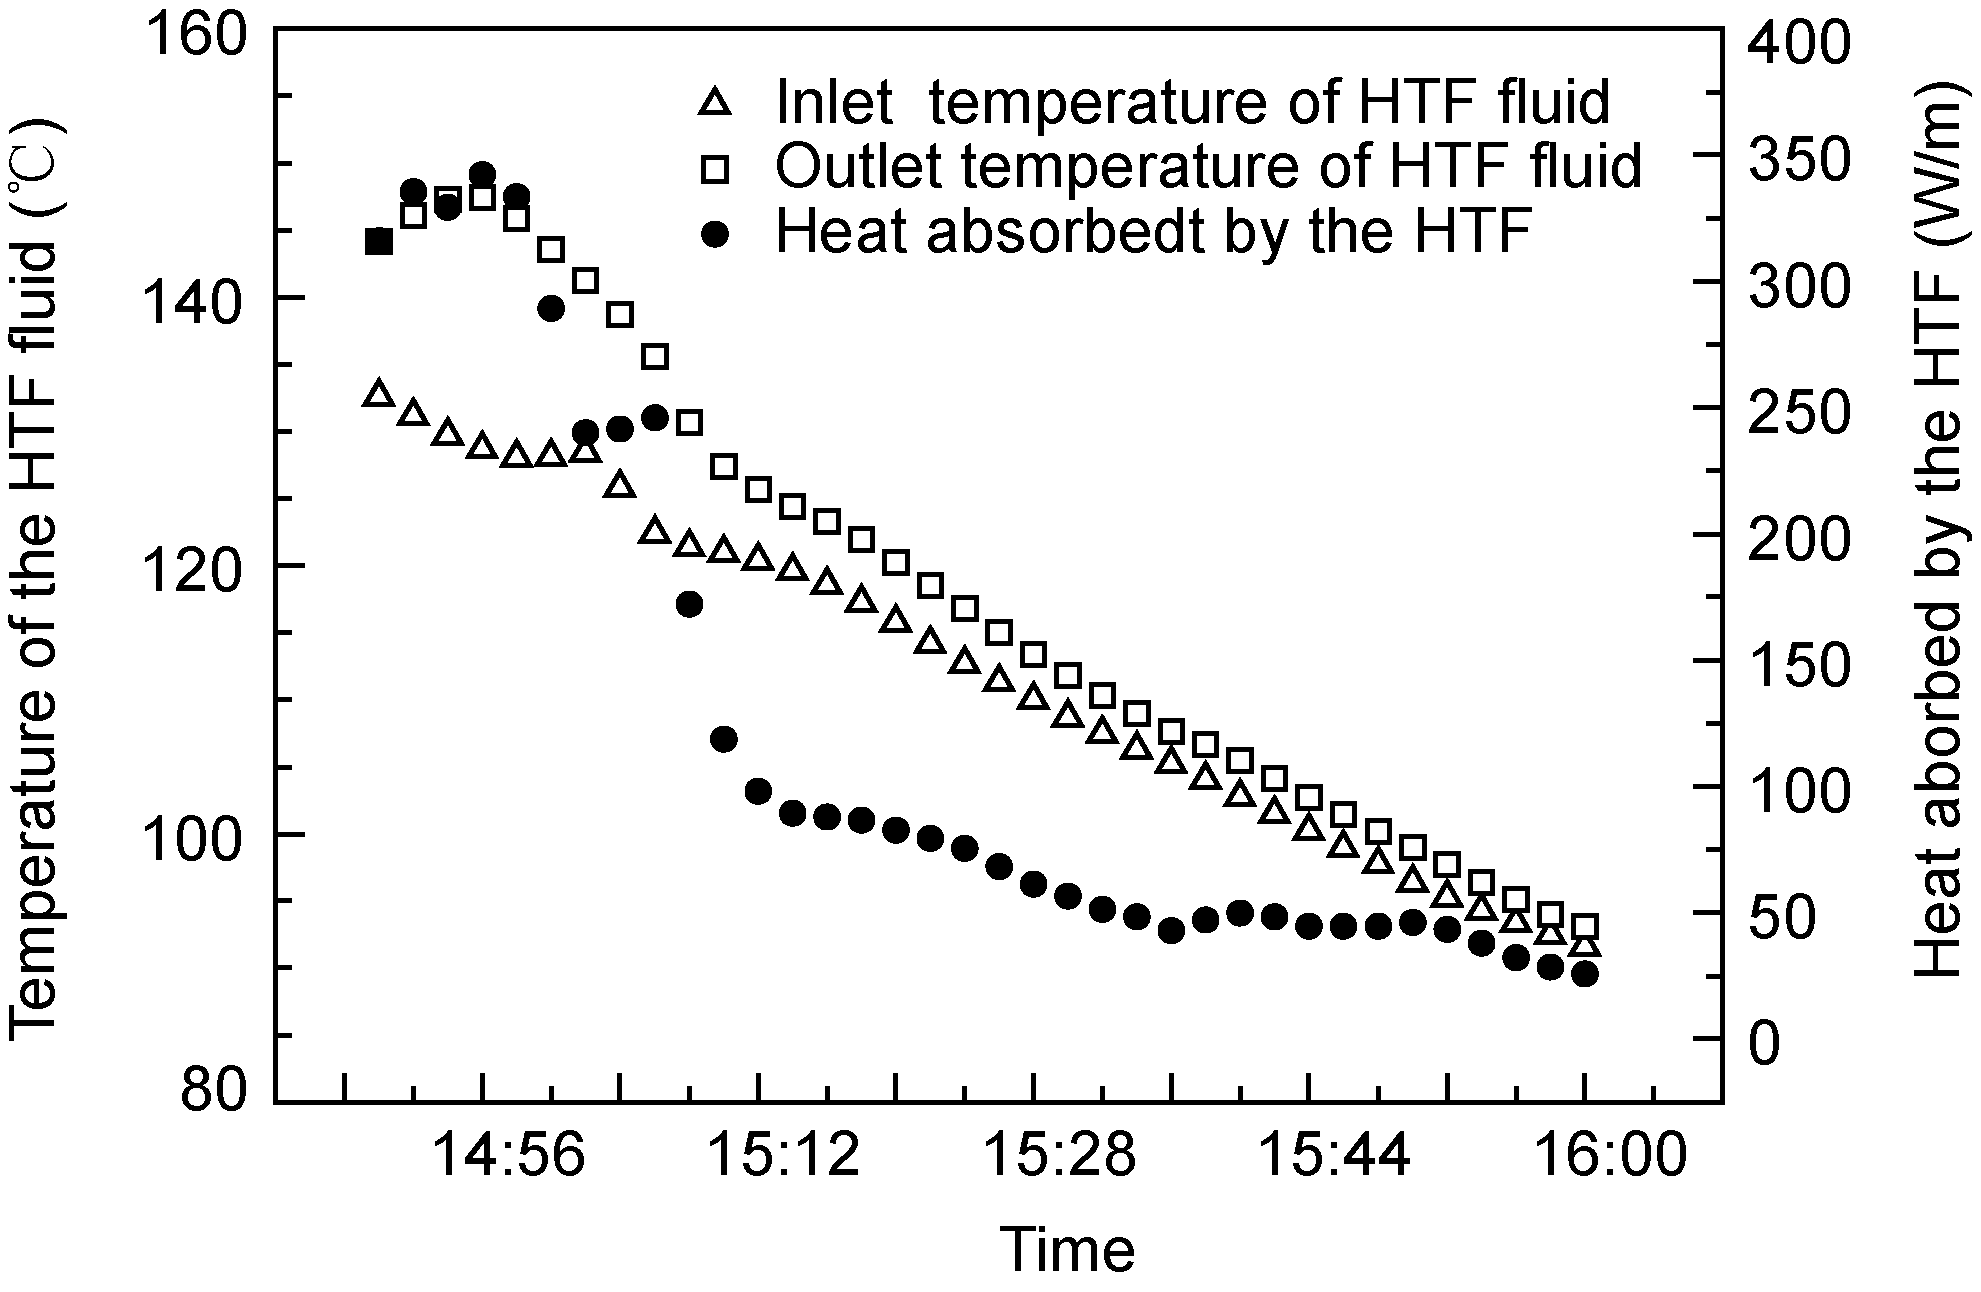 Temperature of the HTF fluid (℃)
160
140
120
100
80
Inlet temperature of HTF fluid
Outlet temperature of HTF fluid
Heat absorbedt by the HTF
400
350
300
250
200
150
100
50
0
Heat aborbed by the HTF (W/m)
14:56 15:12 15:28 15:44 16:00
Time